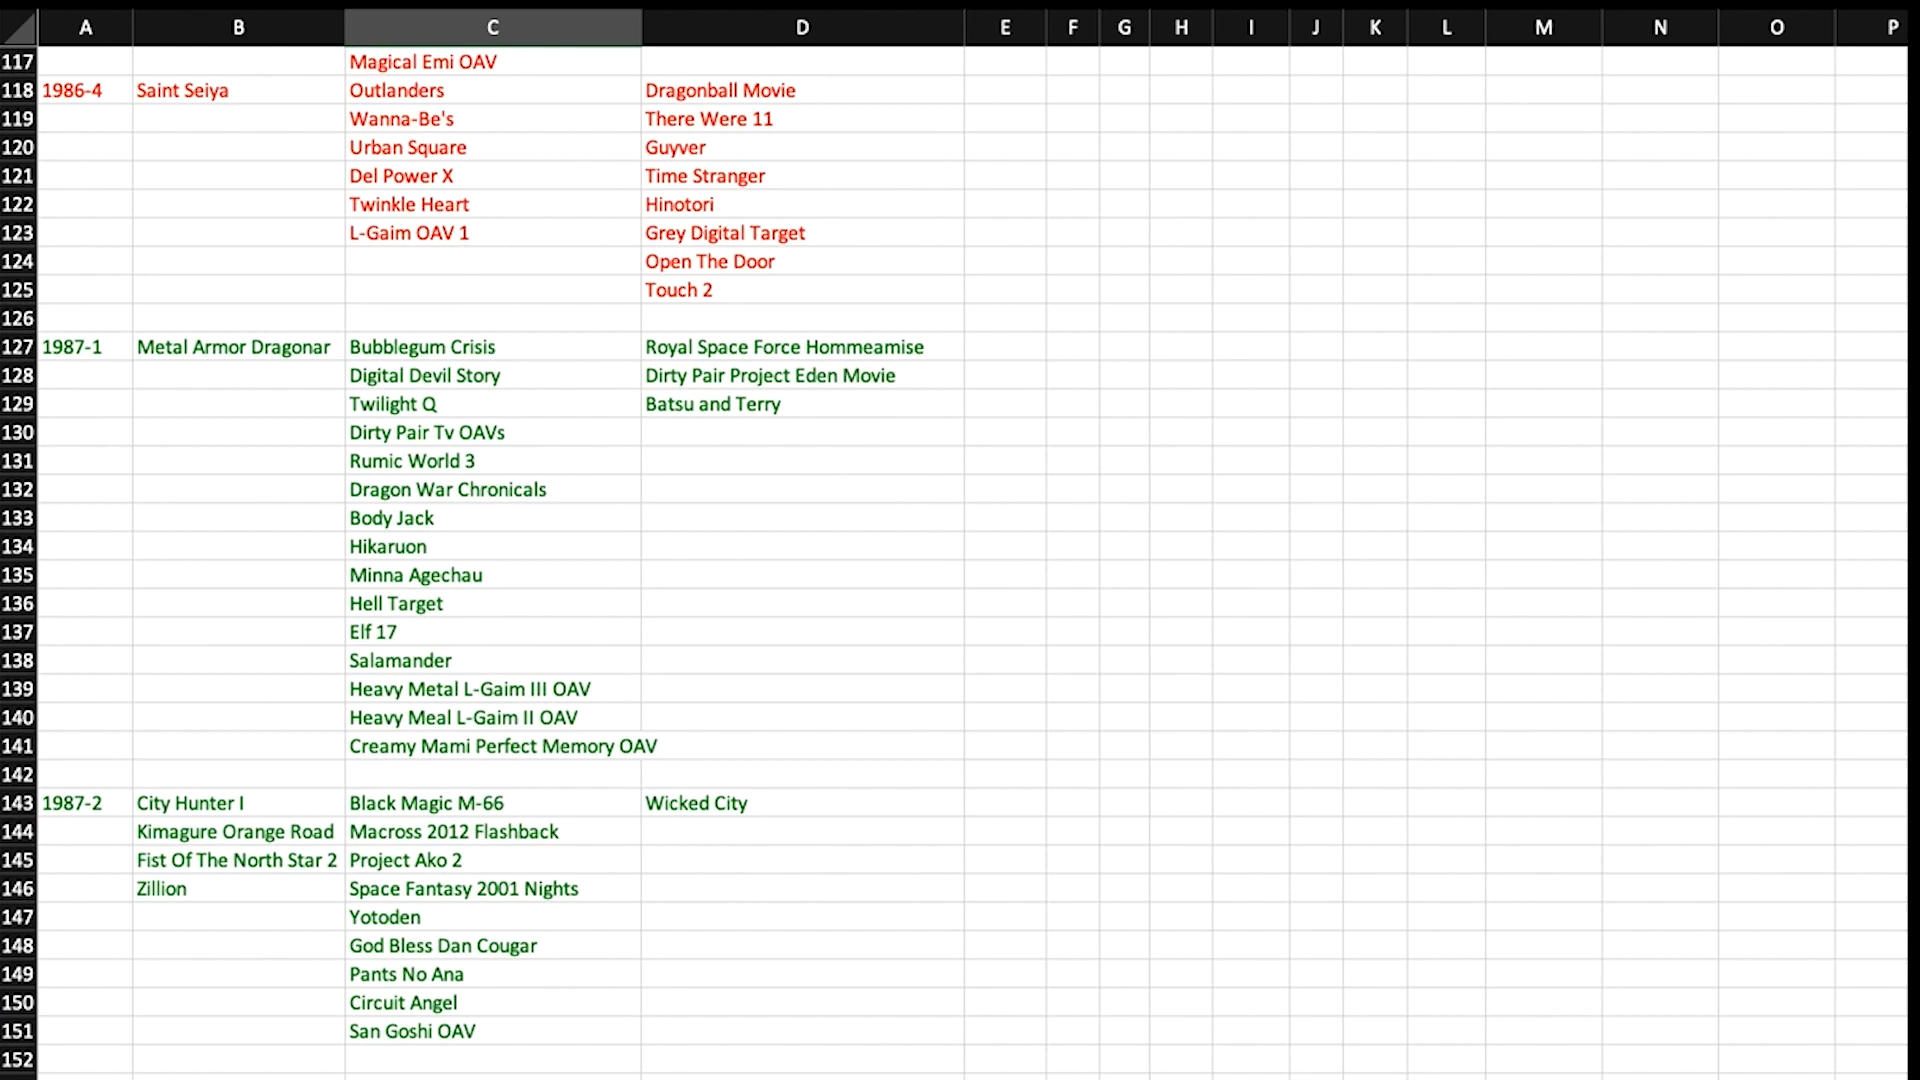 A B C D E F G H I J K L M N O P
117 Magical Emi OAV
118 1986-4 Saint Seiya Outlanders Dragonball Movie
119 Wanna-Be's There Were 11
120 Urban Square Guyver
121 Del Power X Time Stranger
122 Twinkle Heart Hinotori
123 L-Gaim OAV 1 Grey Digital Target
124 Open The Door
125 Touch 2
126
127 1987-1 Metal Armor Dragonar Bubblegum Crisis Royal Space Force Hommeamise
128 Digital Devil Story Dirty Pair Project Eden Movie
129 Twilight Q Batsu and Terry
130 Dirty Pair Tv OAVs
131 Rumic World 3
132 Dragon War Chronicals
133 Body Jack
134 Hikaruon
135 Minna Agechau
136 Hell Target
137 Elf 17
138 Salamander
139 Heavy Metal L-Gaim III OAV
140 Heavy Meal L-Gaim II OAV
141 Creamy Mami Perfect Memory OAV
142
143 1987-2 City Hunter I Black Magic M-66 Wicked City
144 Kimagure Orange Road Macross 2012 Flashback
145 Fist Of The North Star 2 Project Ako 2
146 Zillion Space Fantasy 2001 Nights
147 Yotoden
148 God Bless Dan Cougar
149 Pants No Ana
150 Circuit Angel
151 San Goshi OAV
152